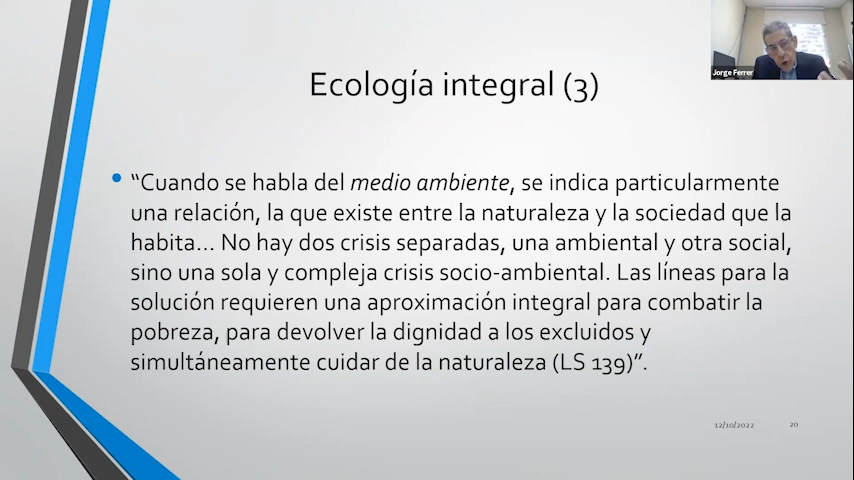 Jorge Ferrer
Ecología integral (3)
• “Cuando se habla del medio ambiente, se indica particularmente
una relación, la que existe entre la naturaleza y la sociedad que la
habita... No hay dos crisis separadas, una ambiental y otra social,
sino una sola y compleja crisis socio-ambiental. Las líneas para la
solución requieren una aproximación integral para combatir la
pobreza, para devolver la dignidad a los excluidos y
simultáneamente cuidar de la naturaleza (LS 139)”.
12/10/2022 20